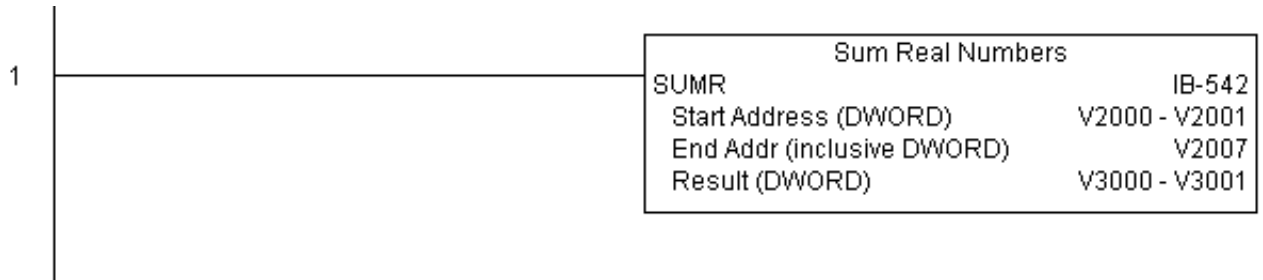 1
Sum Real Numbers
SUMR IB-542
Start Address (DWORD) V2000 - V2001
End Addr (inclusive DWORD) V2007
Result (DWORD) V3000 - V3001